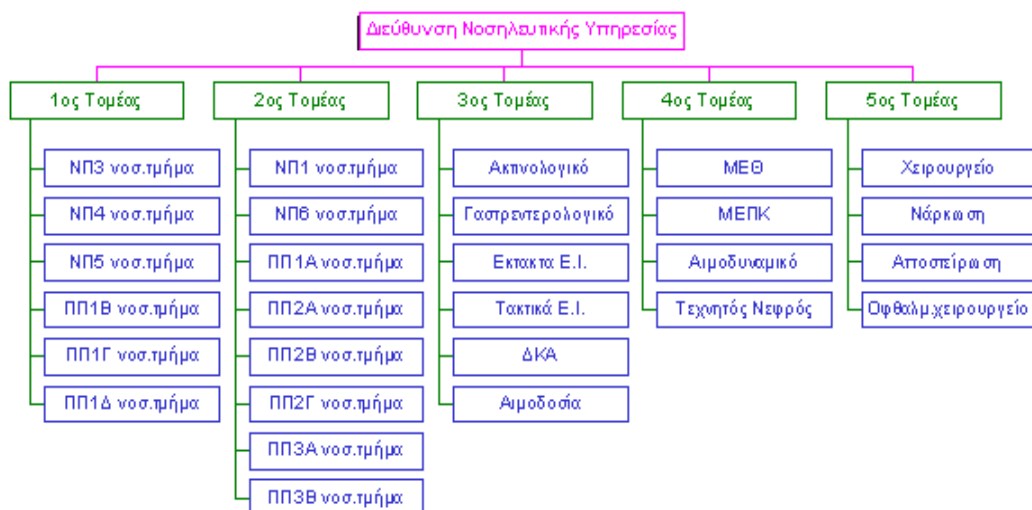 Διεύθυνση Νοσηλευτικής Υπηρεσίας
1ος Τομέας
2ος Τομέας
3ος Τομέας
4ος Τομέας
5ος Τομέας
ΝΠ3 νοσ.τμήμα
ΝΠ4 νοσ.τμήμα
ΝΠ5 νοσ.τμήμα
ΠΠ1Β νοσ.τμήμα
ΠΠ1Γ νοσ.τμήμα
ΠΠ1Δ νοσ.τμήμα
ΝΠ1 νοσ.τμήμα
ΝΠ6 νοσ.τμήμα
ΠΠ1Α νοσ.τμήμα
ΠΠ2Α νοσ.τμήμα
ΠΠ2Β νοσ.τμήμα
ΠΠ2Γ νοσ.τμήμα
ΠΠ3Α νοσ.τμήμα
ΠΠ3Β νοσ.τμήμα
Ακτινολογικό
Γαστρεντερολογικό
Εκτακτα Ε.Ι.
Τακτικά Ε.Ι.
ΔΚΑ
Αιμοδοσία
ΜΕΘ
ΜΕΠΚ
Αιμοδυναμικό
Τεχνητός Νεφρός
Χειρουργείο
Νάρκωση
Αποστείρωση
Οφθαλμ.χειρουργείο